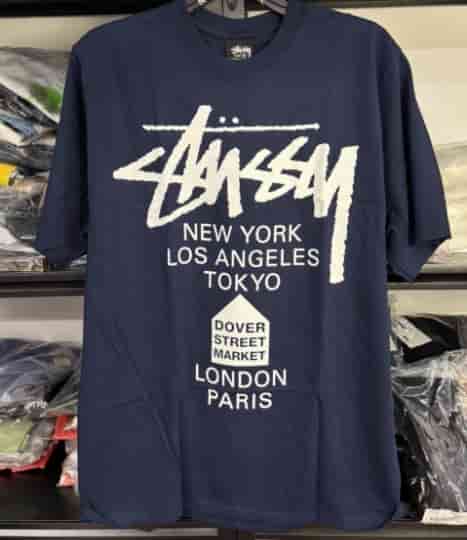 STÜSSY
NEW YORK
LOS ANGELES
TOKYO
DOVER
STREET
MARKET
LONDON
PARIS